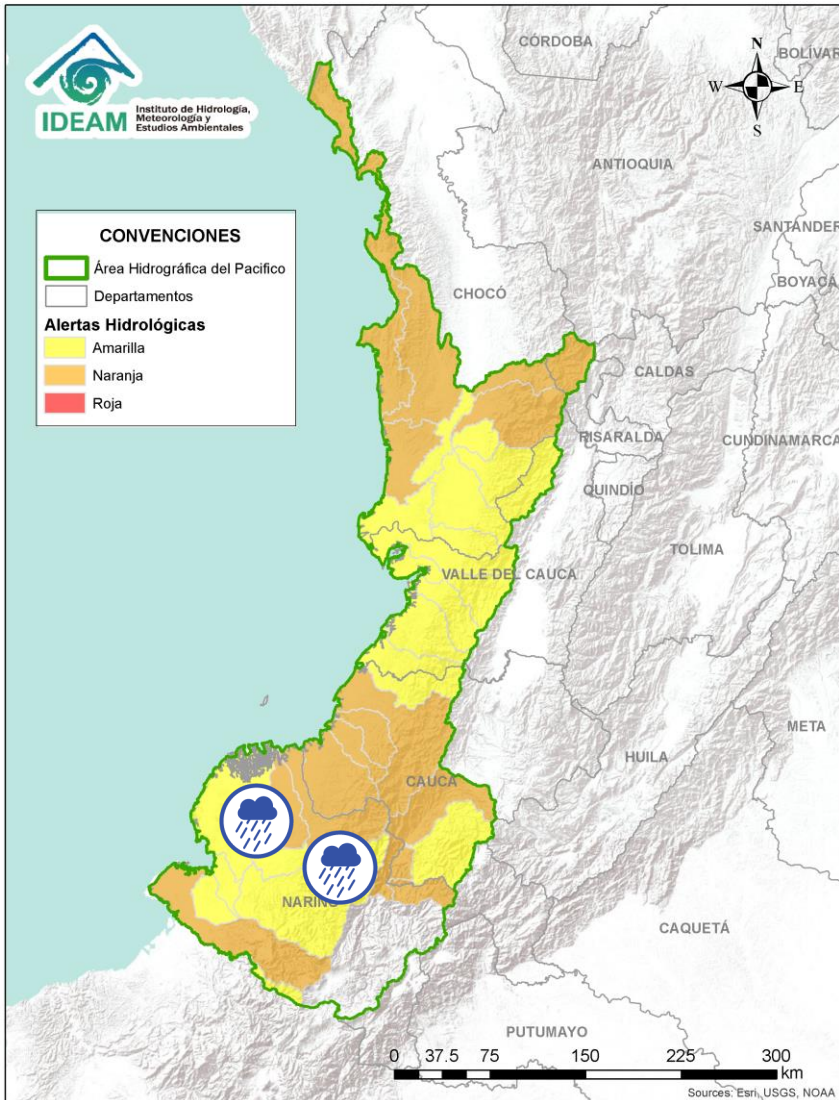 IDEAM
Instituto de Hidrología,
Meteorología y
Estudios Ambientales
CÓRDOBA
BOLÍVAR
N
W
E
S
ANTIOQUIA
SANTANDER
BOYACÁ
CONVENCIONES
Área Hidrográfica del Pacifico
Departamentos
Alertas Hidrológicas
Amarilla
Naranja
Roja
CHOCÓ
CALDAS
RISARALDA
CUNDINAMARCA
QUINDÍO
TOLIMA
VALLE DEL CAUCA
META
HUILA
CAUCA
NARIÑO
CAQUETÁ
PUTUMAYO
0 37.5 75 150 225 300
km
Sources: Esri, USGS, NOAA